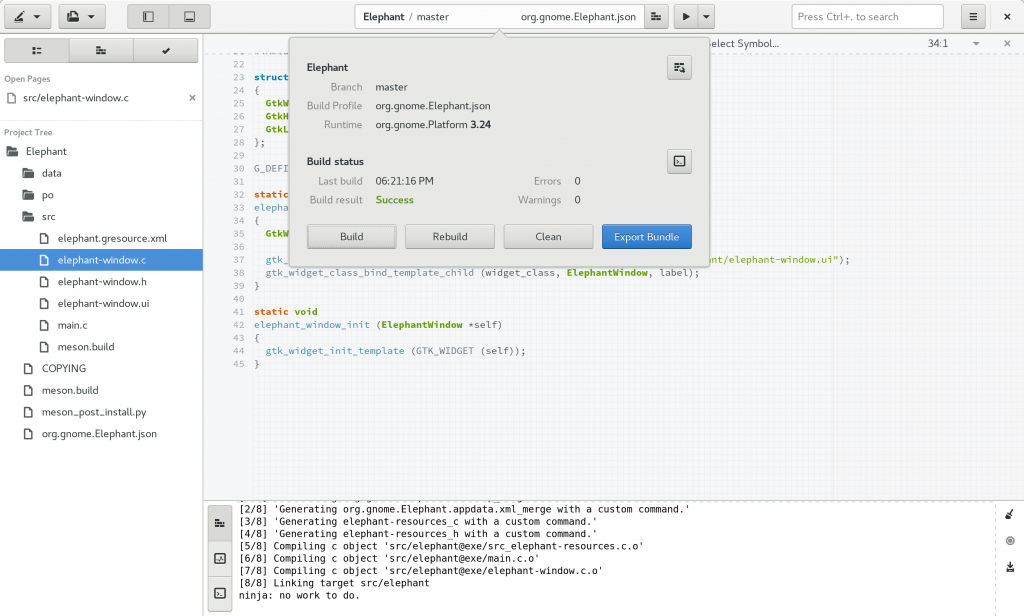 Elephant / master org.gnome.Elephant.json
Press Ctrl+. to search
Open Pages
src/elephant-window.c
Project Tree
Elephant
data
po
src
elephant.gresource.xml
elephant-window.c
elephant-window.h
elephant-window.ui
main.c
meson.build
COPYING
meson.build
meson_post_install.py
org.gnome.Elephant.json
elect Symbol... 34:1
Elephant
Branch master
Build Profile org.gnome.Elephant.json
Runtime org.gnome.Platform 3.24
Build status
Last build 06:21:16 PM Errors 0
Build result Success Warnings 0
Build Rebuild Clean Export Bundle
22
23 struct
24 {
25 GtkW
26 GtkH
27 GtkL
28 };
29
30 G_DEFI
31
32 static
33 elepha
34 {
35 GtkW
36
37 gtk_ nt/elephant-window.ui");
38 gtk_widget_class_bind_template_child (widget_class, ElephantWindow, label);
39 }
40
41 static void
42 elephant_window_init (ElephantWindow *self)
43 {
44 gtk_widget_init_template (GTK_WIDGET (self));
45 }
[2/8] 'Generating org.gnome.Elephant.appdata.xml_merge with a custom command.'
[3/8] 'Generating elephant-resources_c with a custom command.'
[4/8] 'Generating elephant-resources_h with a custom command.'
[5/8] Compiling c object 'src/elephant@exe/src_elephant-resources.c.o'
[6/8] Compiling c object 'src/elephant@exe/main.c.o'
[7/8] Compiling c object 'src/elephant@exe/elephant-window.c.o'
[8/8] Linking target src/elephant
ninja: no work to do.